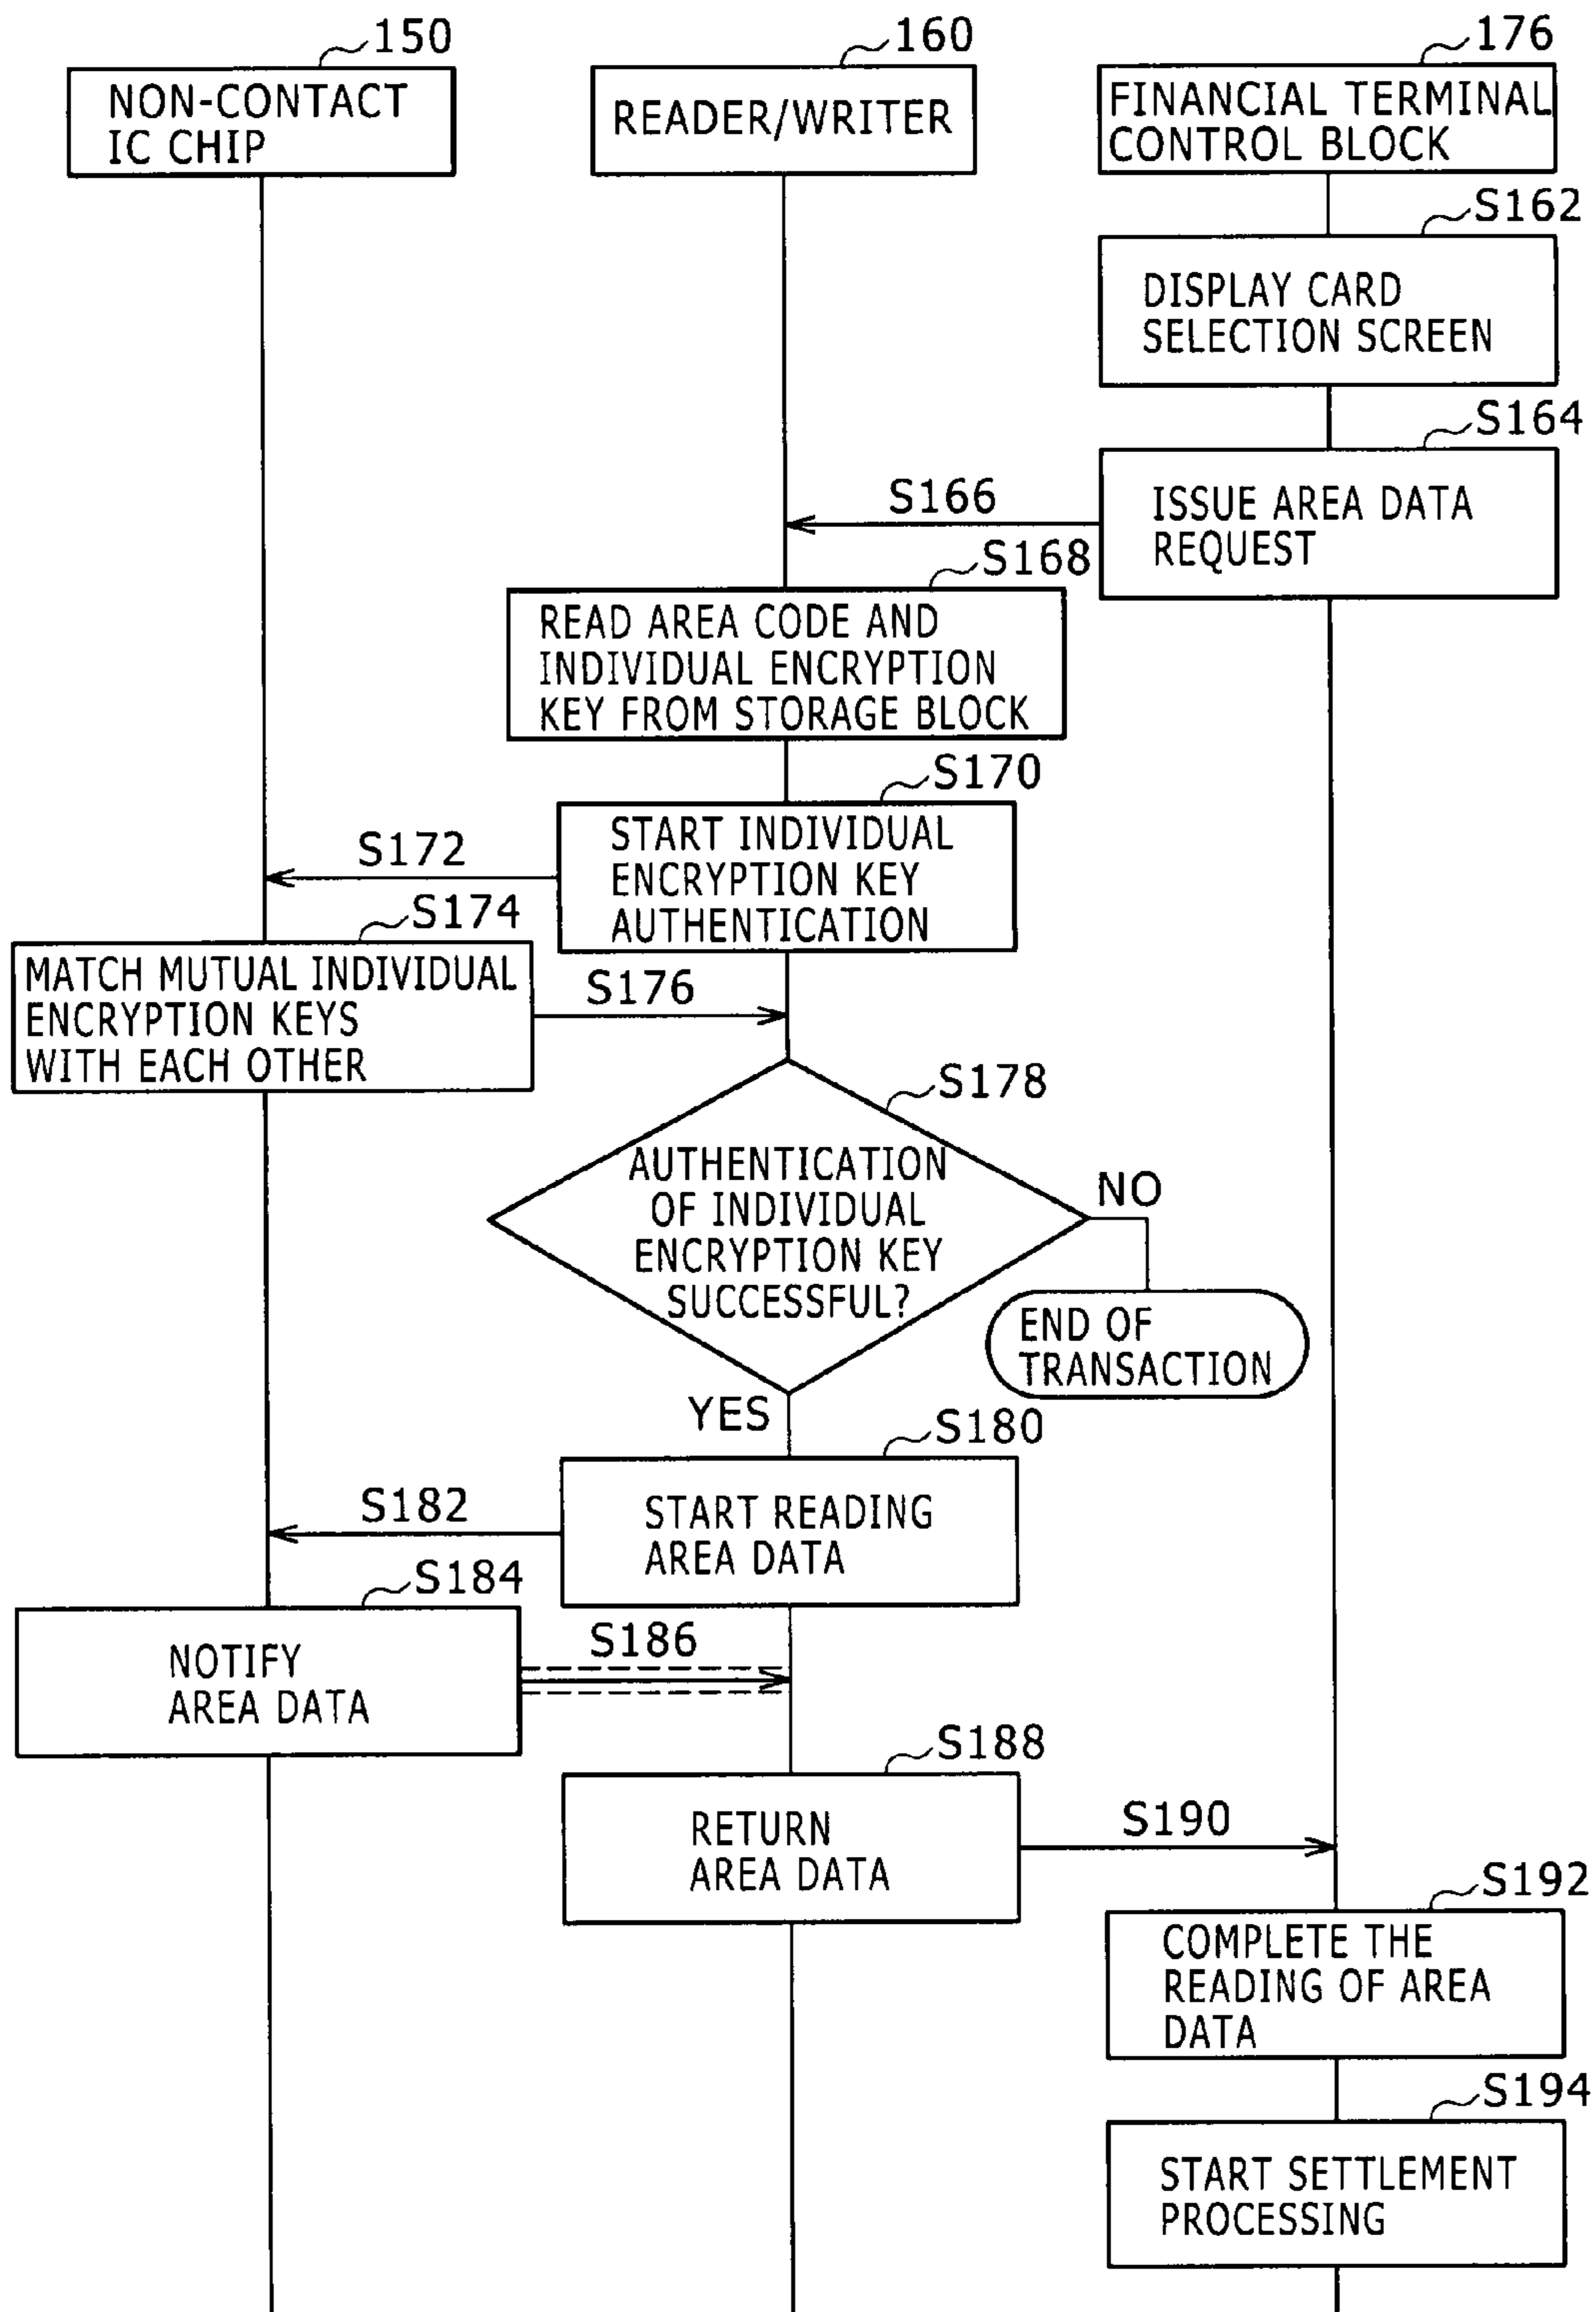 150
NON-CONTACT
IC CHIP
160
READER/WRITER
176
FINANCIAL TERMINAL
CONTROL BLOCK
S162
DISPLAY CARD
SELECTION SCREEN
S164
ISSUE AREA DATA
REQUEST
S166
S168
READ AREA CODE AND
INDIVIDUAL ENCRYPTION
KEY FROM STORAGE BLOCK
S170
START INDIVIDUAL
ENCRYPTION KEY
AUTHENTICATION
S172
S174
MATCH MUTUAL INDIVIDUAL
ENCRYPTION KEYS
WITH EACH OTHER
S176
S178
AUTHENTICATION
OF INDIVIDUAL
ENCRYPTION KEY
SUCCESSFUL?
NO
END OF
TRANSACTION
YES
S180
START READING
AREA DATA
S182
S184
NOTIFY
AREA DATA
S186
S188
RETURN
AREA DATA
S190
S192
COMPLETE THE
READING OF AREA
DATA
S194
START SETTLEMENT
PROCESSING